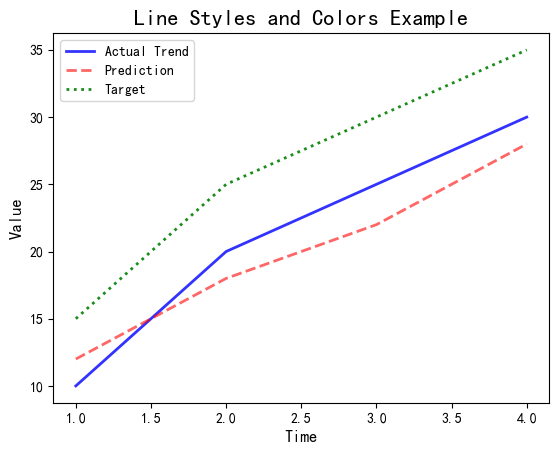 Line Styles and Colors Example
Actual Trend
Prediction
Target
35
30
25
20
15
10
Value
1.0 1.5 2.0 2.5 3.0 3.5 4.0
Time